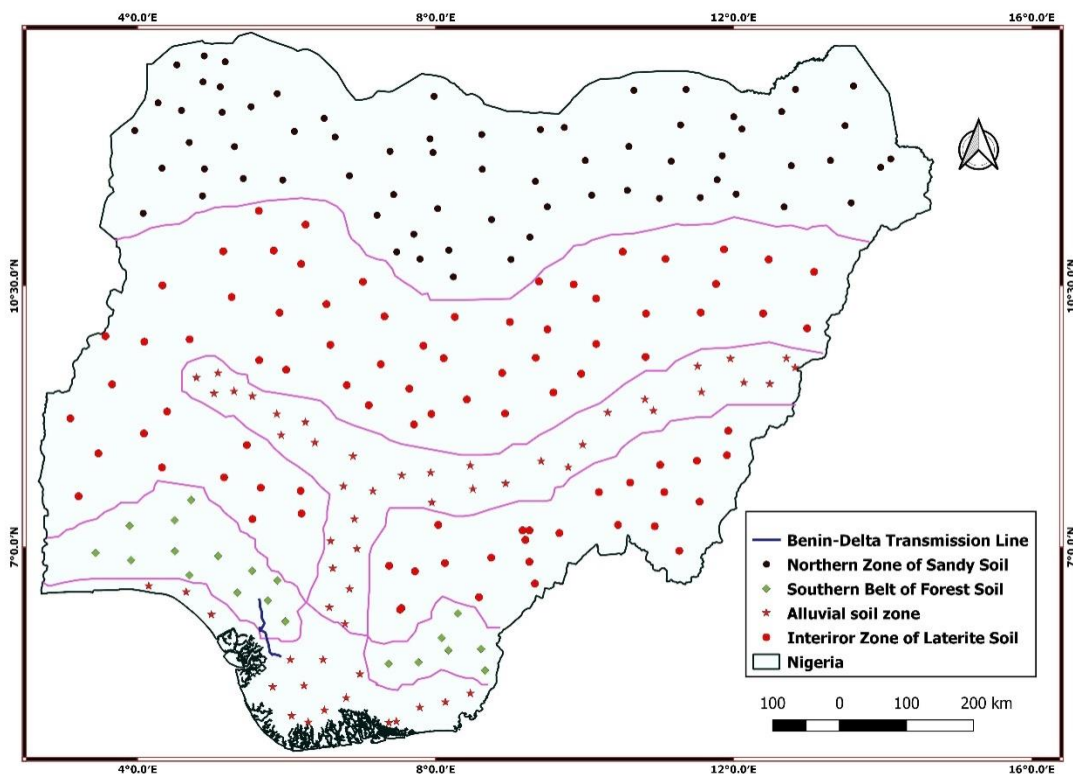 4°0.0'E 8°0.0'E 12°0.0'E 16°0.0'E
10°30.0'N 10°30.0'N
7°0.0'N 7°0.0'N
Benin-Delta Transmission Line
Northern Zone of Sandy Soil
Southern Belt of Forest Soil
Alluvial soil zone
Interiror Zone of Laterite Soil
Nigeria
100 0 100 200 km
4°0.0'E 8°0.0'E 12°0.0'E 16°0.0'E